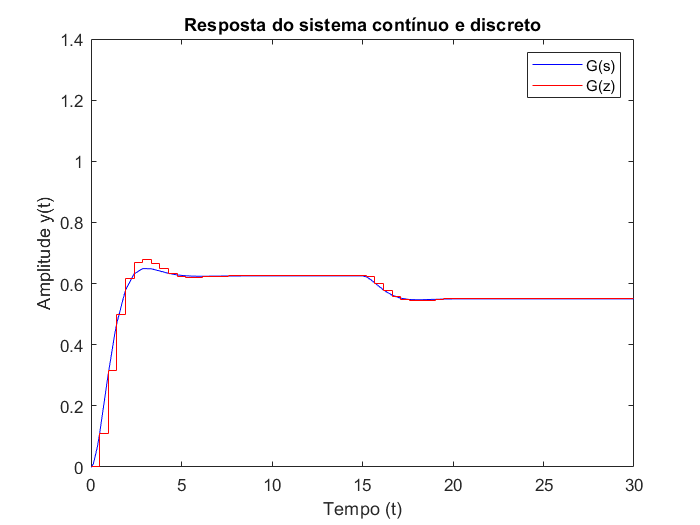 Resposta do sistema contínuo e discreto
G(s)
G(z)
1.4
1.2
1
0.8
0.6
0.4
0.2
0
Amplitude y(t)
0 5 10 15 20 25 30
Tempo (t)